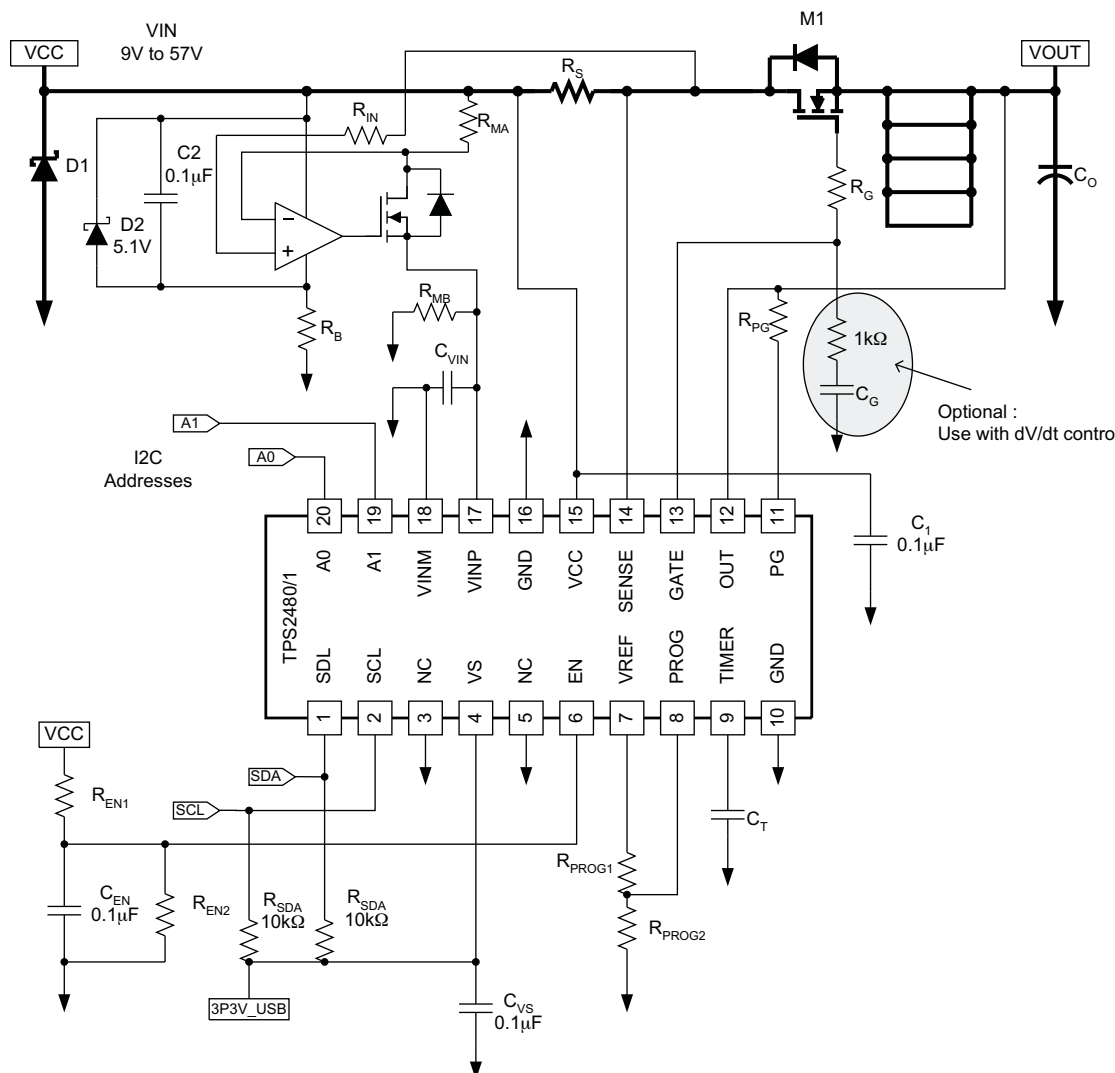 M1
VIN
9V to 57V
VCC
VOUT
R_S
R_IN
R_MA
C2
0.1µF
D1
D2
5.1V
R_G
C_O
R_MB
R_B
R_PG
1kΩ
C_VIN
C_G
Optional :
Use with dV/dt contro
A1
I2C
Addresses
A0
20 19 18 17 16 15 14 13 12 11
C_1
0.1µF
A0 A1 VINM VINP GND VCC SENSE GATE OUT PG
TPS2480/1
SDL SCL NC VS NC EN VREF PROG TIMER GND
1 2 3 4 5 6 7 8 9 10
VCC
SDA
R_EN1
SCL
C_T
R_PROG1
C_EN
0.1µF
R_EN2
R_SDA
10kΩ
R_SDA
10kΩ
R_PROG2
3P3V_USB
C_VS
0.1µF